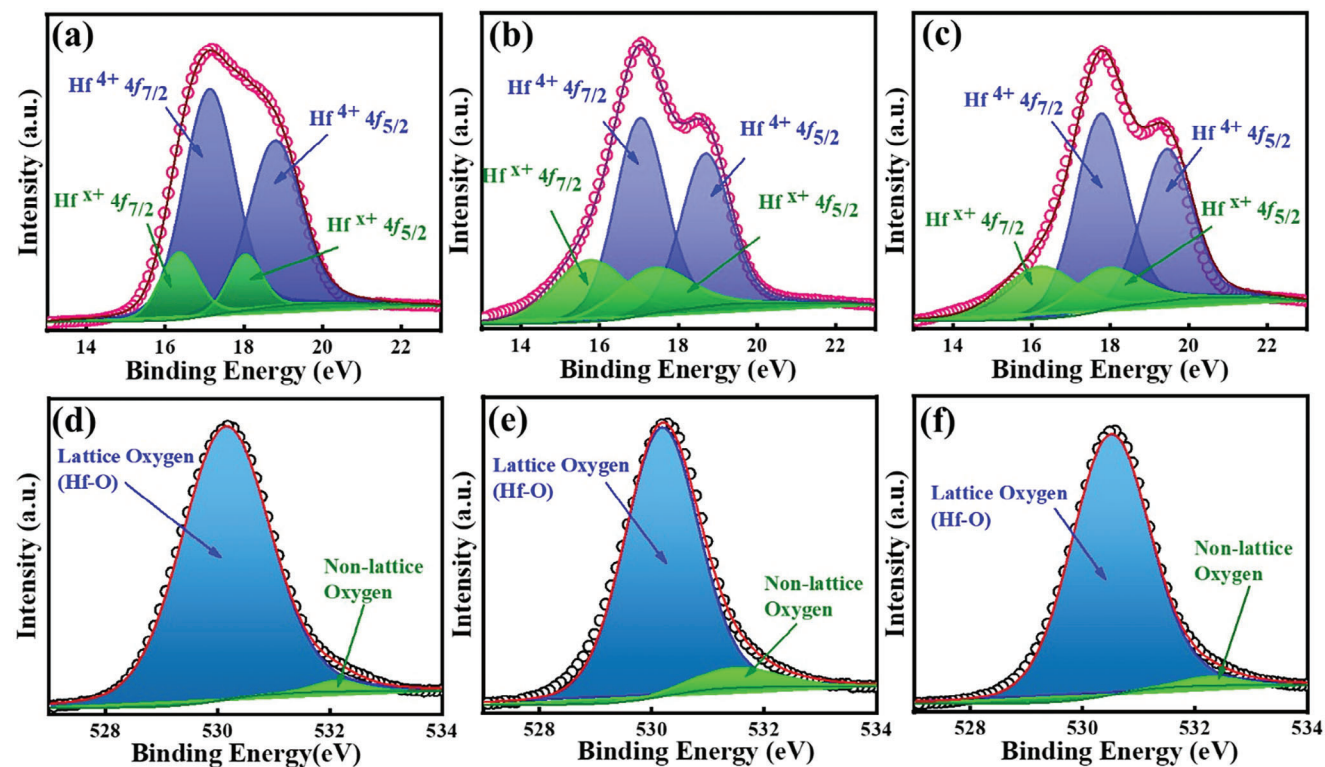 (a)
Intensity (a.u.)
Hf 4+ 4f7/2
Hf 4+ 4f5/2
Hf x+ 4f7/2
Hf x+ 4f5/2
14 16 18 20 22
Binding Energy (eV)
(b)
Intensity (a.u.)
Hf 4+ 4f7/2
Hf 4+ 4f5/2
Hf x+ 4f7/2
Hf x+ 4f5/2
14 16 18 20 22
Binding Energy (eV)
(c)
Intensity (a.u.)
Hf 4+ 4f7/2
Hf 4+ 4f5/2
Hf x+ 4f7/2
Hf x+ 4f5/2
14 16 18 20 22
Binding Energy (eV)
(d)
Intensity (a.u.)
Lattice Oxygen
(Hf-O)
Non-lattice
Oxygen
528 530 532 534
Binding Energy(eV)
(e)
Intensity (a.u.)
Lattice Oxygen
(Hf-O)
Non-lattice
Oxygen
528 530 532 534
Binding Energy (eV)
(f)
Intensity (a.u.)
Lattice Oxygen
(Hf-O)
Non-lattice
Oxygen
528 530 532 534
Binding Energy (eV)